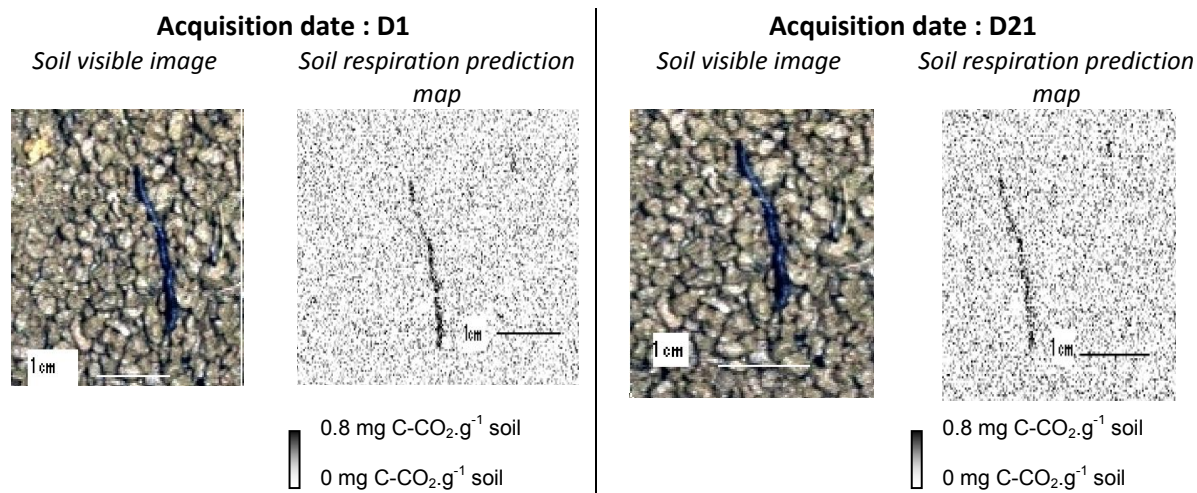 Acquisition date : D1
Soil visible image
Soil respiration prediction
map
1cm
1cm
0.8 mg C-CO₂.g⁻¹ soil
0 mg C-CO₂.g⁻¹ soil
Acquisition date : D21
Soil visible image
Soil respiration prediction
map
1cm
1cm
0.8 mg C-CO₂.g⁻¹ soil
0 mg C-CO₂.g⁻¹ soil